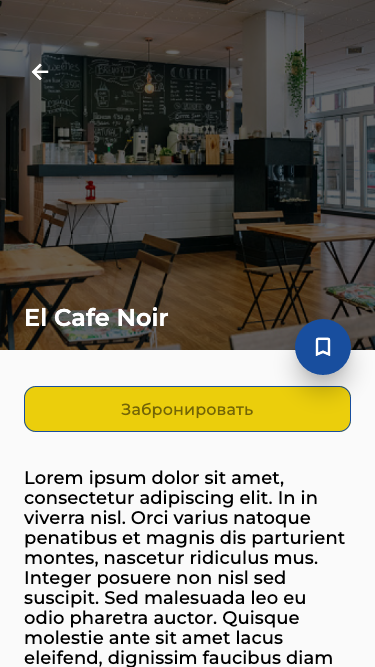 COFFEE
El Cafe Noir
Забронировать
Lorem ipsum dolor sit amet,
consectetur adipiscing elit. In in
viverra nisl. Orci varius natoque
penatibus et magnis dis parturient
montes, nascetur ridiculus mus.
Integer posuere non nisl sed
suscipit. Sed malesuada leo eu
odio pharetra auctor. Quisque
molestie ante sit amet lacus
eleifend, dignissim faucibus diam